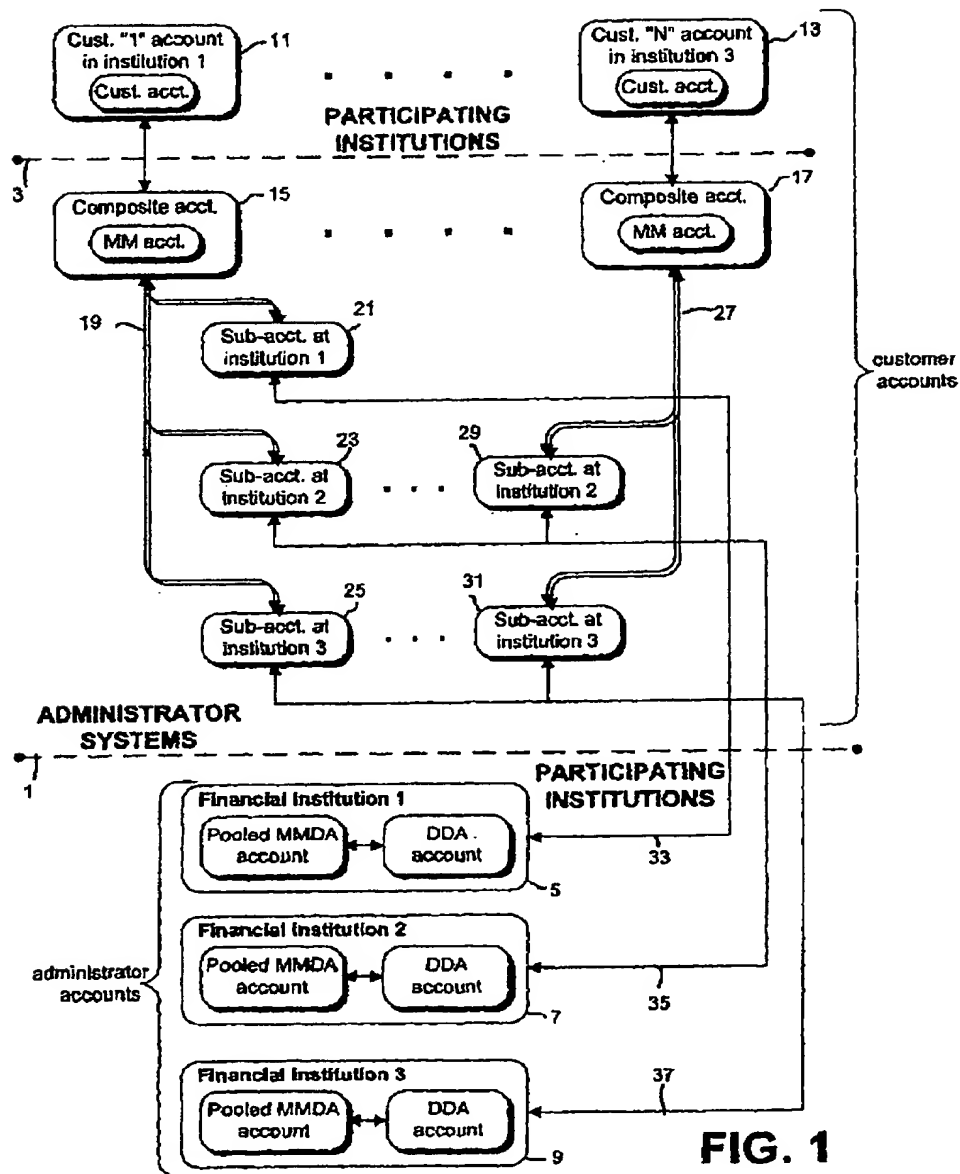 Cust. "1" account
in institution 1
Cust. acct.
11
Cust. "N" account
in institution 3
Cust. acct.
13
PARTICIPATING
INSTITUTIONS
3
Composite acct.
MM acct.
15
Composite acct.
MM acct.
17
19
21
Sub-acct. at
institution 1
27
customer
accounts
23
Sub-acct. at
institution 2
29
Sub-acct. at
institution 2
25
Sub-acct. at
institution 3
31
Sub-acct. at
institution 3
ADMINISTRATOR
SYSTEMS
1
PARTICIPATING
INSTITUTIONS
administrator
accounts
Financial Institution 1
Pooled MMDA
account
DDA
account
5
33
Financial Institution 2
Pooled MMDA
account
DDA
account
7
35
Financial Institution 3
Pooled MMDA
account
DDA
account
9
37
FIG. 1